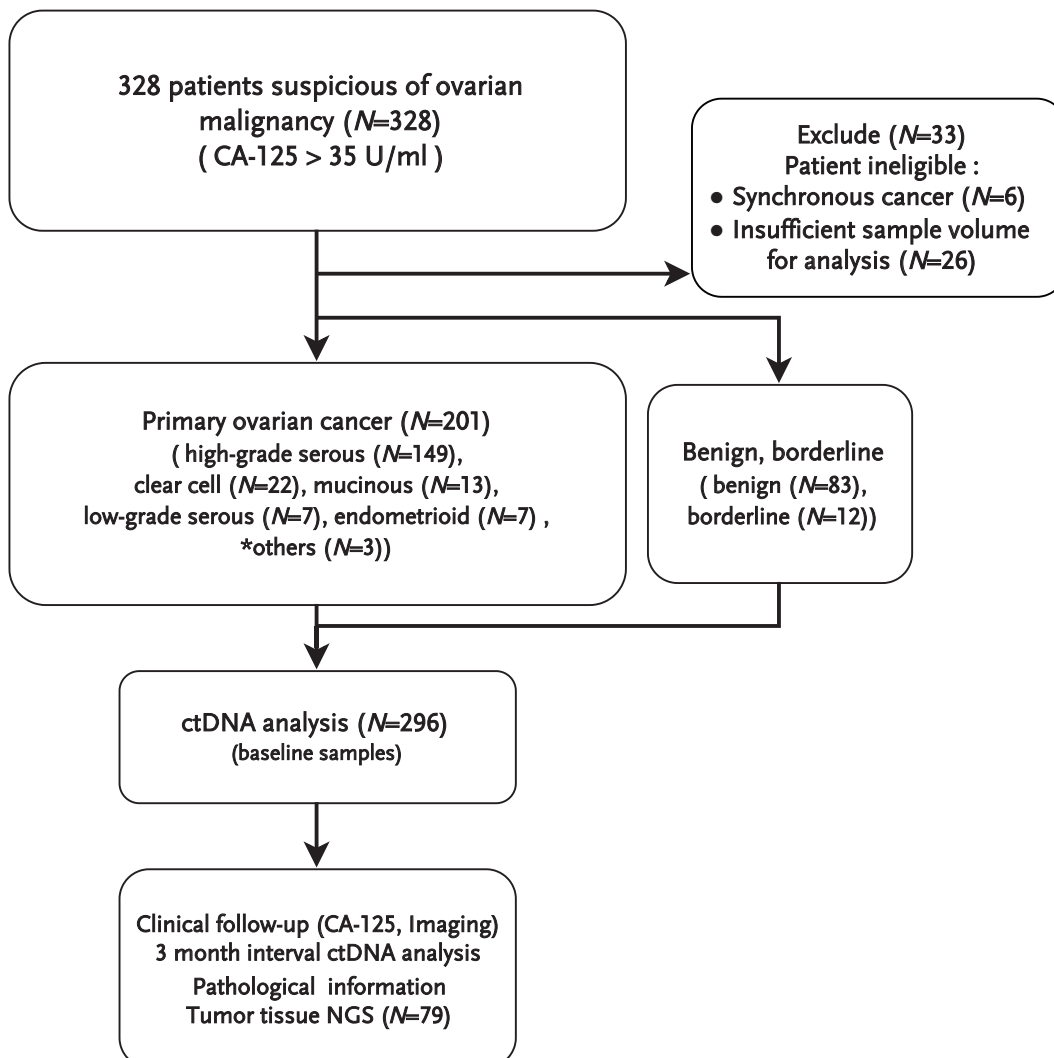 328 patients suspicious of ovarian
malignancy (N=328)
( CA-125 > 35 U/ml )
Exclude (N=33)
Patient ineligible :
● Synchronous cancer (N=6)
● Insufficient sample volume
for analysis (N=26)
Primary ovarian cancer (N=201)
( high-grade serous (N=149),
clear cell (N=22), mucinous (N=13),
low-grade serous (N=7), endometrioid (N=7) ,
*others (N=3))
Benign, borderline
( benign (N=83),
borderline (N=12))
ctDNA analysis (N=296)
(baseline samples)
Clinical follow-up (CA-125, Imaging)
3 month interval ctDNA analysis
Pathological information
Tumor tissue NGS (N=79)